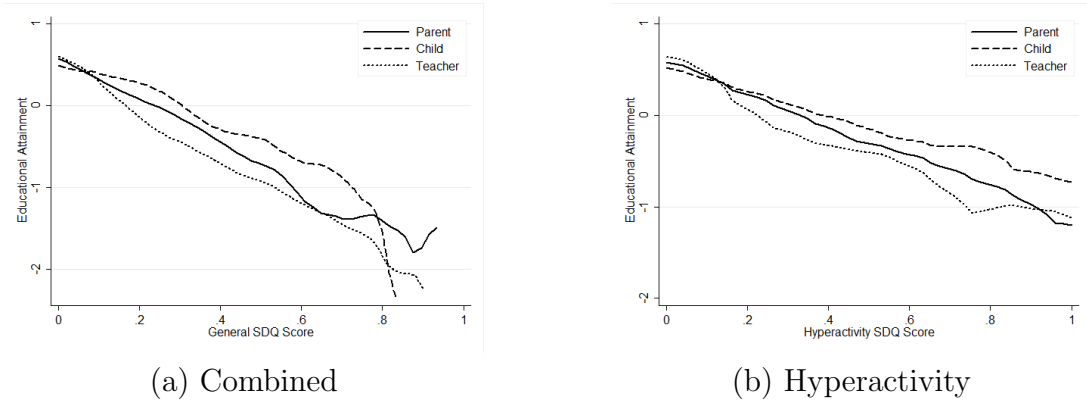 Educational Attainment
1
0
-1
-2
Parent
Child
Teacher
0
.2
.4
.6
.8
1
General SDQ Score
(a) Combined
Educational Attainment
1
0
-1
-2
Parent
Child
Teacher
0
.2
.4
.6
.8
1
Hyperactivity SDQ Score
(b) Hyperactivity